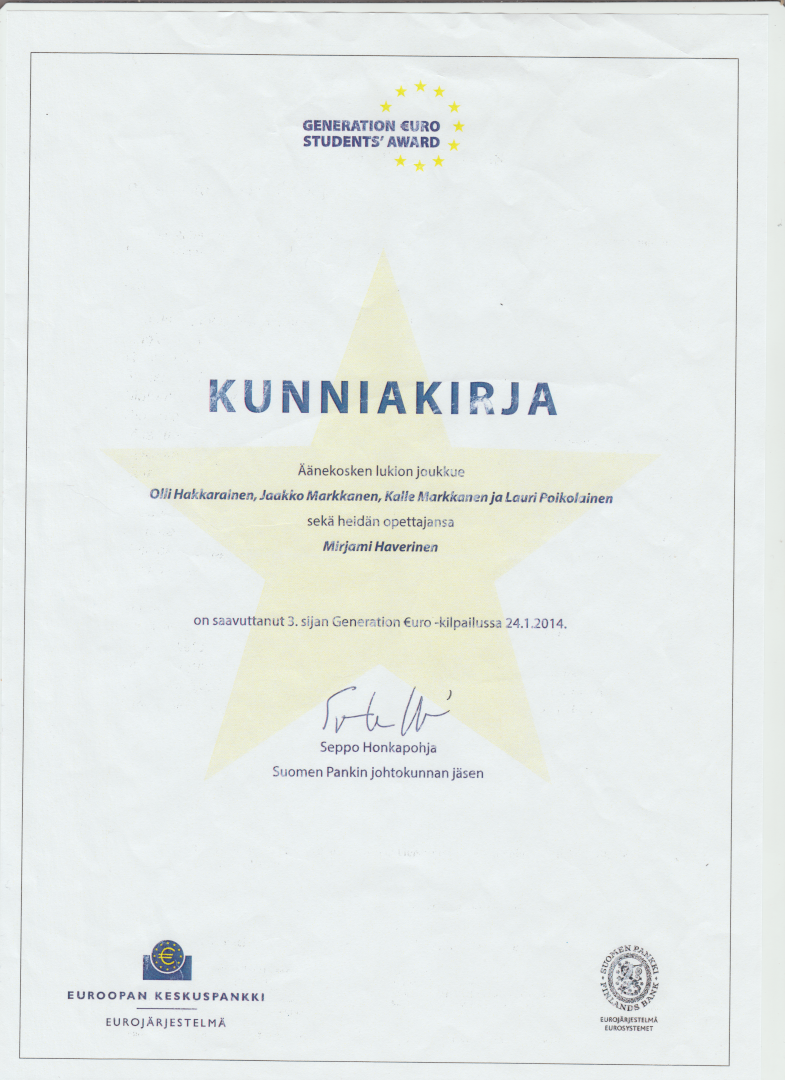 GENERATION €URO
STUDENTS' AWARD
KUNNIAKIRJA
Äänekosken lukion joukkue
Olli Hakkarainen, Jaakko Markkanen, Kalle Markkanen ja Lauri Poikolainen
sekä heidän opettajansa
Mirjami Haverinen
on saavuttanut 3. sijan Generation €uro -kilpailussa 24.1.2014.
Seppo Honkapohja
Suomen Pankin johtokunnan jäsen
EUROOPAN KESKUSPANKKI
EUROJÄRJESTELMÄ
SUOMEN PANKKI
FINLANDS BANK
EUROJÄRJESTELMÄ
EUROSYSTEMET